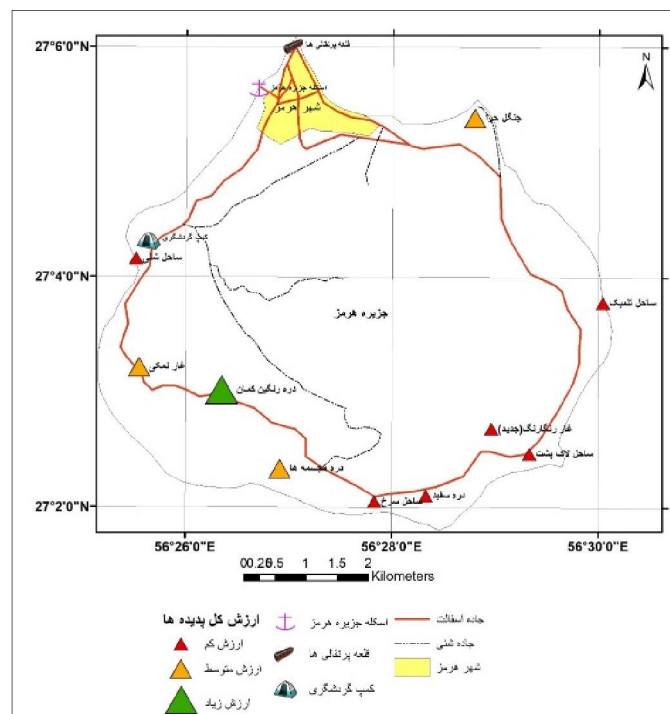 27°6'0"N
قلعه پرتغالی ها
N
اسکله جزیره هرمز
شهر هرمز
جنگل حرا
کمپ گردشگری
ساحل شنی
27°4'0"N
ساحل تلمبک
جزیره هرمز
غار نمکی
دره رنگین کمان
غار رنگارنگ(جدید)
ساحل لاک پشت
دره مجسمه ها
دره سفید
ساحل سرخ
27°2'0"N
56°26'0"E
56°28'0"E
56°30'0"E
00.250.5 1 1.5 2
Kilometers
ارزش کل پدیده ها
ارزش کم
ارزش متوسط
ارزش زیاد
اسکله جزیره هرمز
قلعه پرتغالی ها
کمپ گردشگری
جاده آسفالت
جاده شنی
شهر هرمز